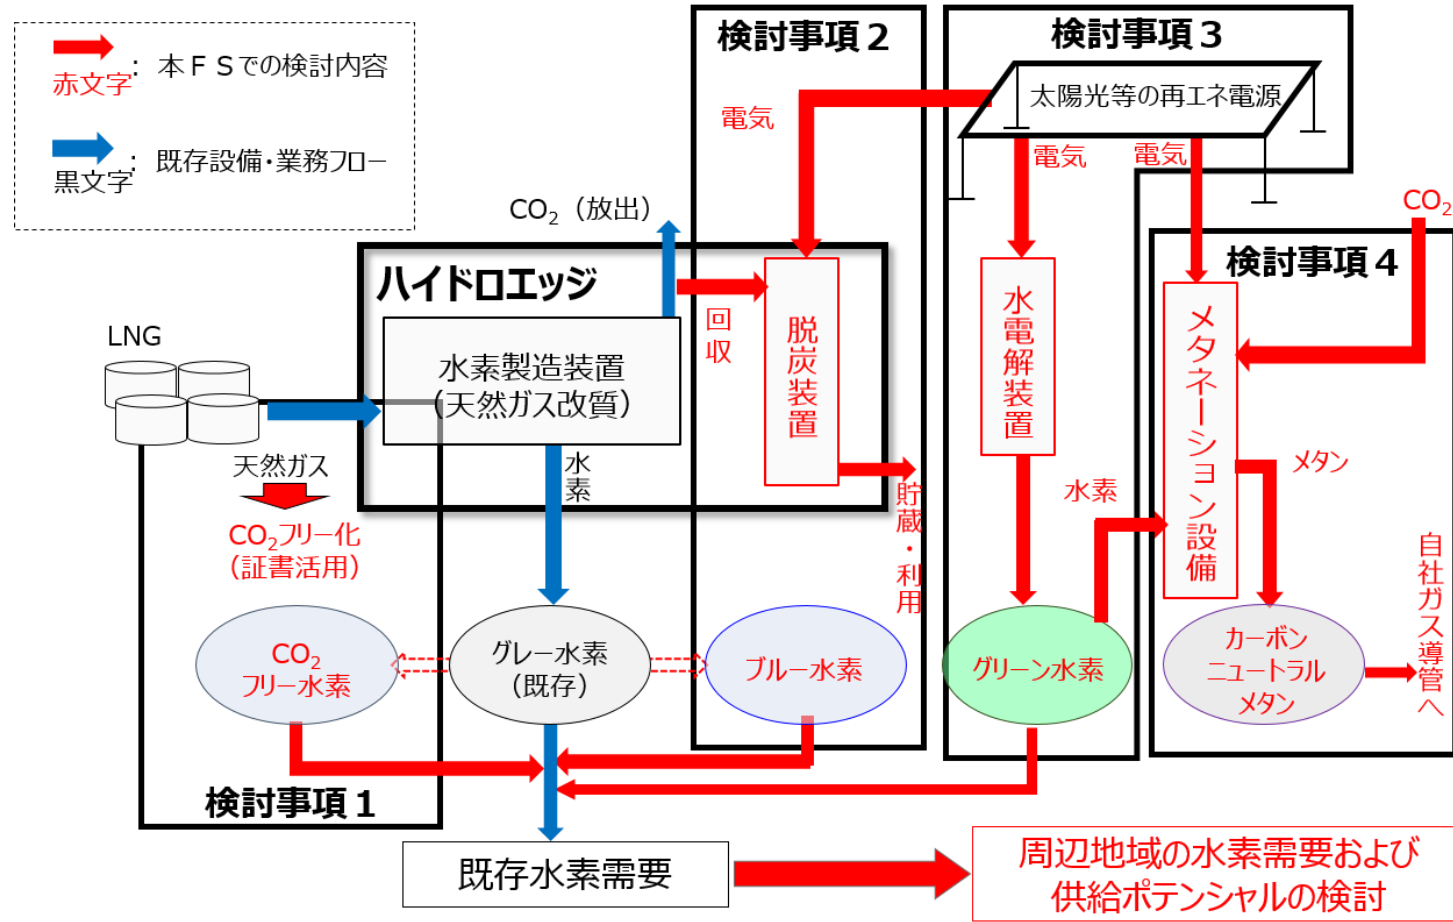 赤文字
： 本ＦＳでの検討内容
黒文字
： 既存設備・業務フロー
検討事項２
検討事項３
太陽光等の再エネ電源
電気
電気
電気
CO₂（放出）
CO₂
ハイドロエッジ
検討事項４
LNG
水素製造装置
（天然ガス改質）
回収
脱炭装置
水電解装置
メタネーション設備
天然ガス
水素
CO₂フリー化
（証書活用）
貯蔵・利用
水素
メタン
自社ガス導管へ
CO₂
フリー水素
グレー水素
（既存）
ブルー水素
グリーン水素
カーボン
ニュートラル
メタン
検討事項１
既存水素需要
周辺地域の水素需要および
供給ポテンシャルの検討